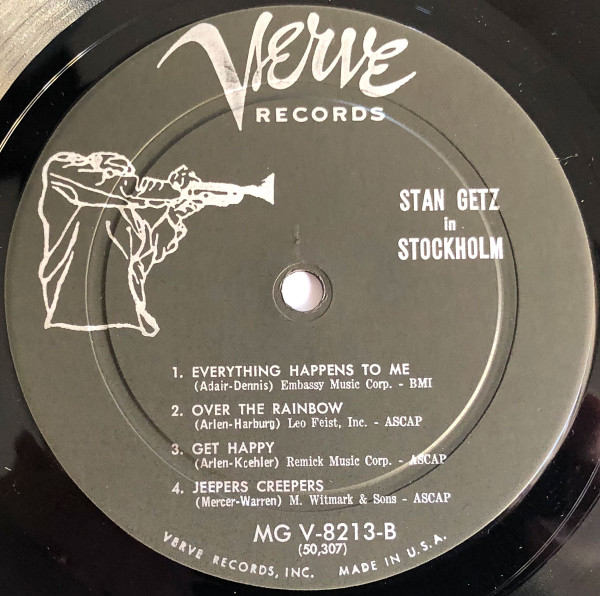 Verve
RECORDS
STAN GETZ
in
STOCKHOLM
1. EVERYTHING HAPPENS TO ME
(Adair-Dennis) Embassy Music Corp. - BMI
2. OVER THE RAINBOW
(Arlen-Harburg) Leo Feist, Inc. - ASCAP
3. GET HAPPY
(Arlen-Koehler) Remick Music Corp. - ASCAP
4. JEEPERS CREEPERS
(Mercer-Warren) M. Witmark & Sons - ASCAP
MG V-8213-B
(50,307)
VERVE RECORDS, INC. MADE IN U.S.A.